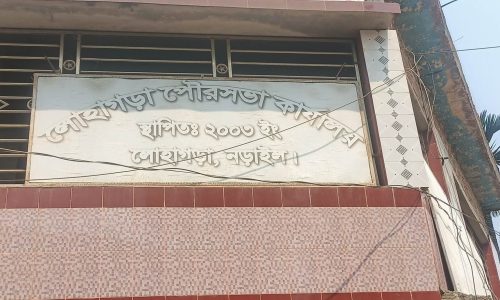 লোহাগড়া পৌরসভা কার্যালয়
স্থাপিতঃ ২০০৩ ইং
লোহাগড়া, নড়াইল।